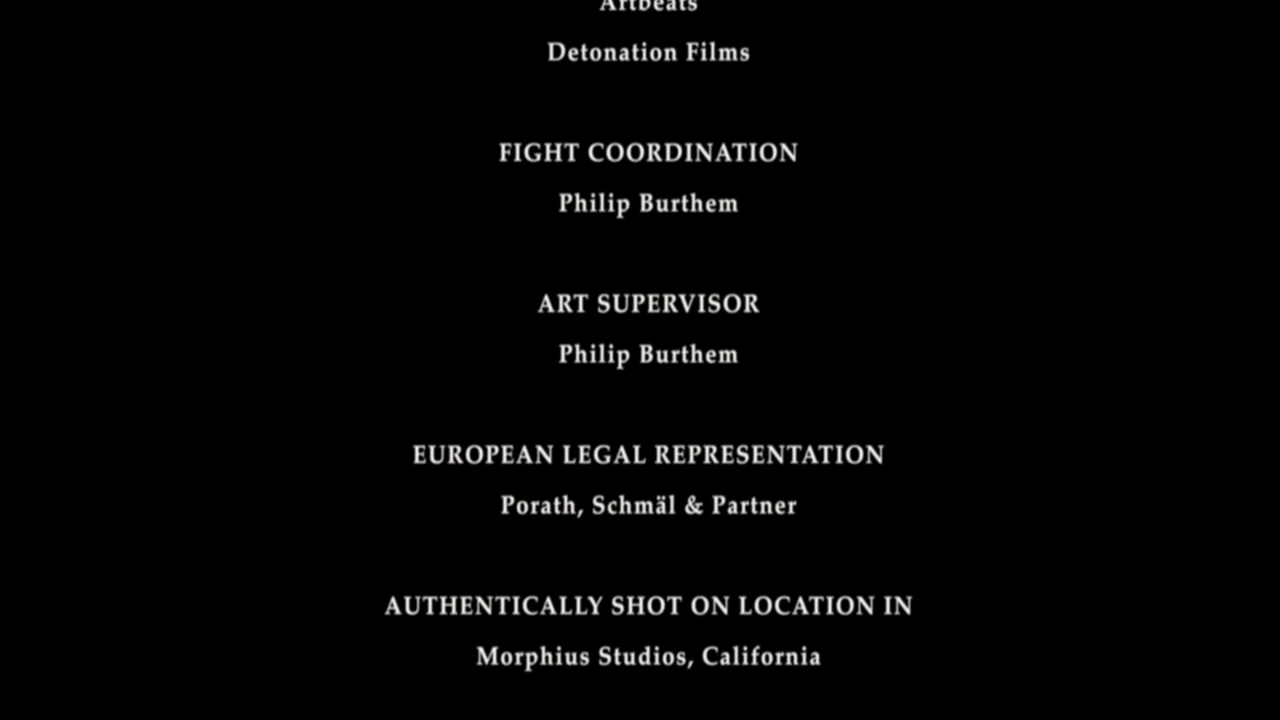 Artbeats
Detonation Films
FIGHT COORDINATION
Philip Burthem
ART SUPERVISOR
Philip Burthem
EUROPEAN LEGAL REPRESENTATION
Porath, Schmäl & Partner
AUTHENTICALLY SHOT ON LOCATION IN
Morphius Studios, California